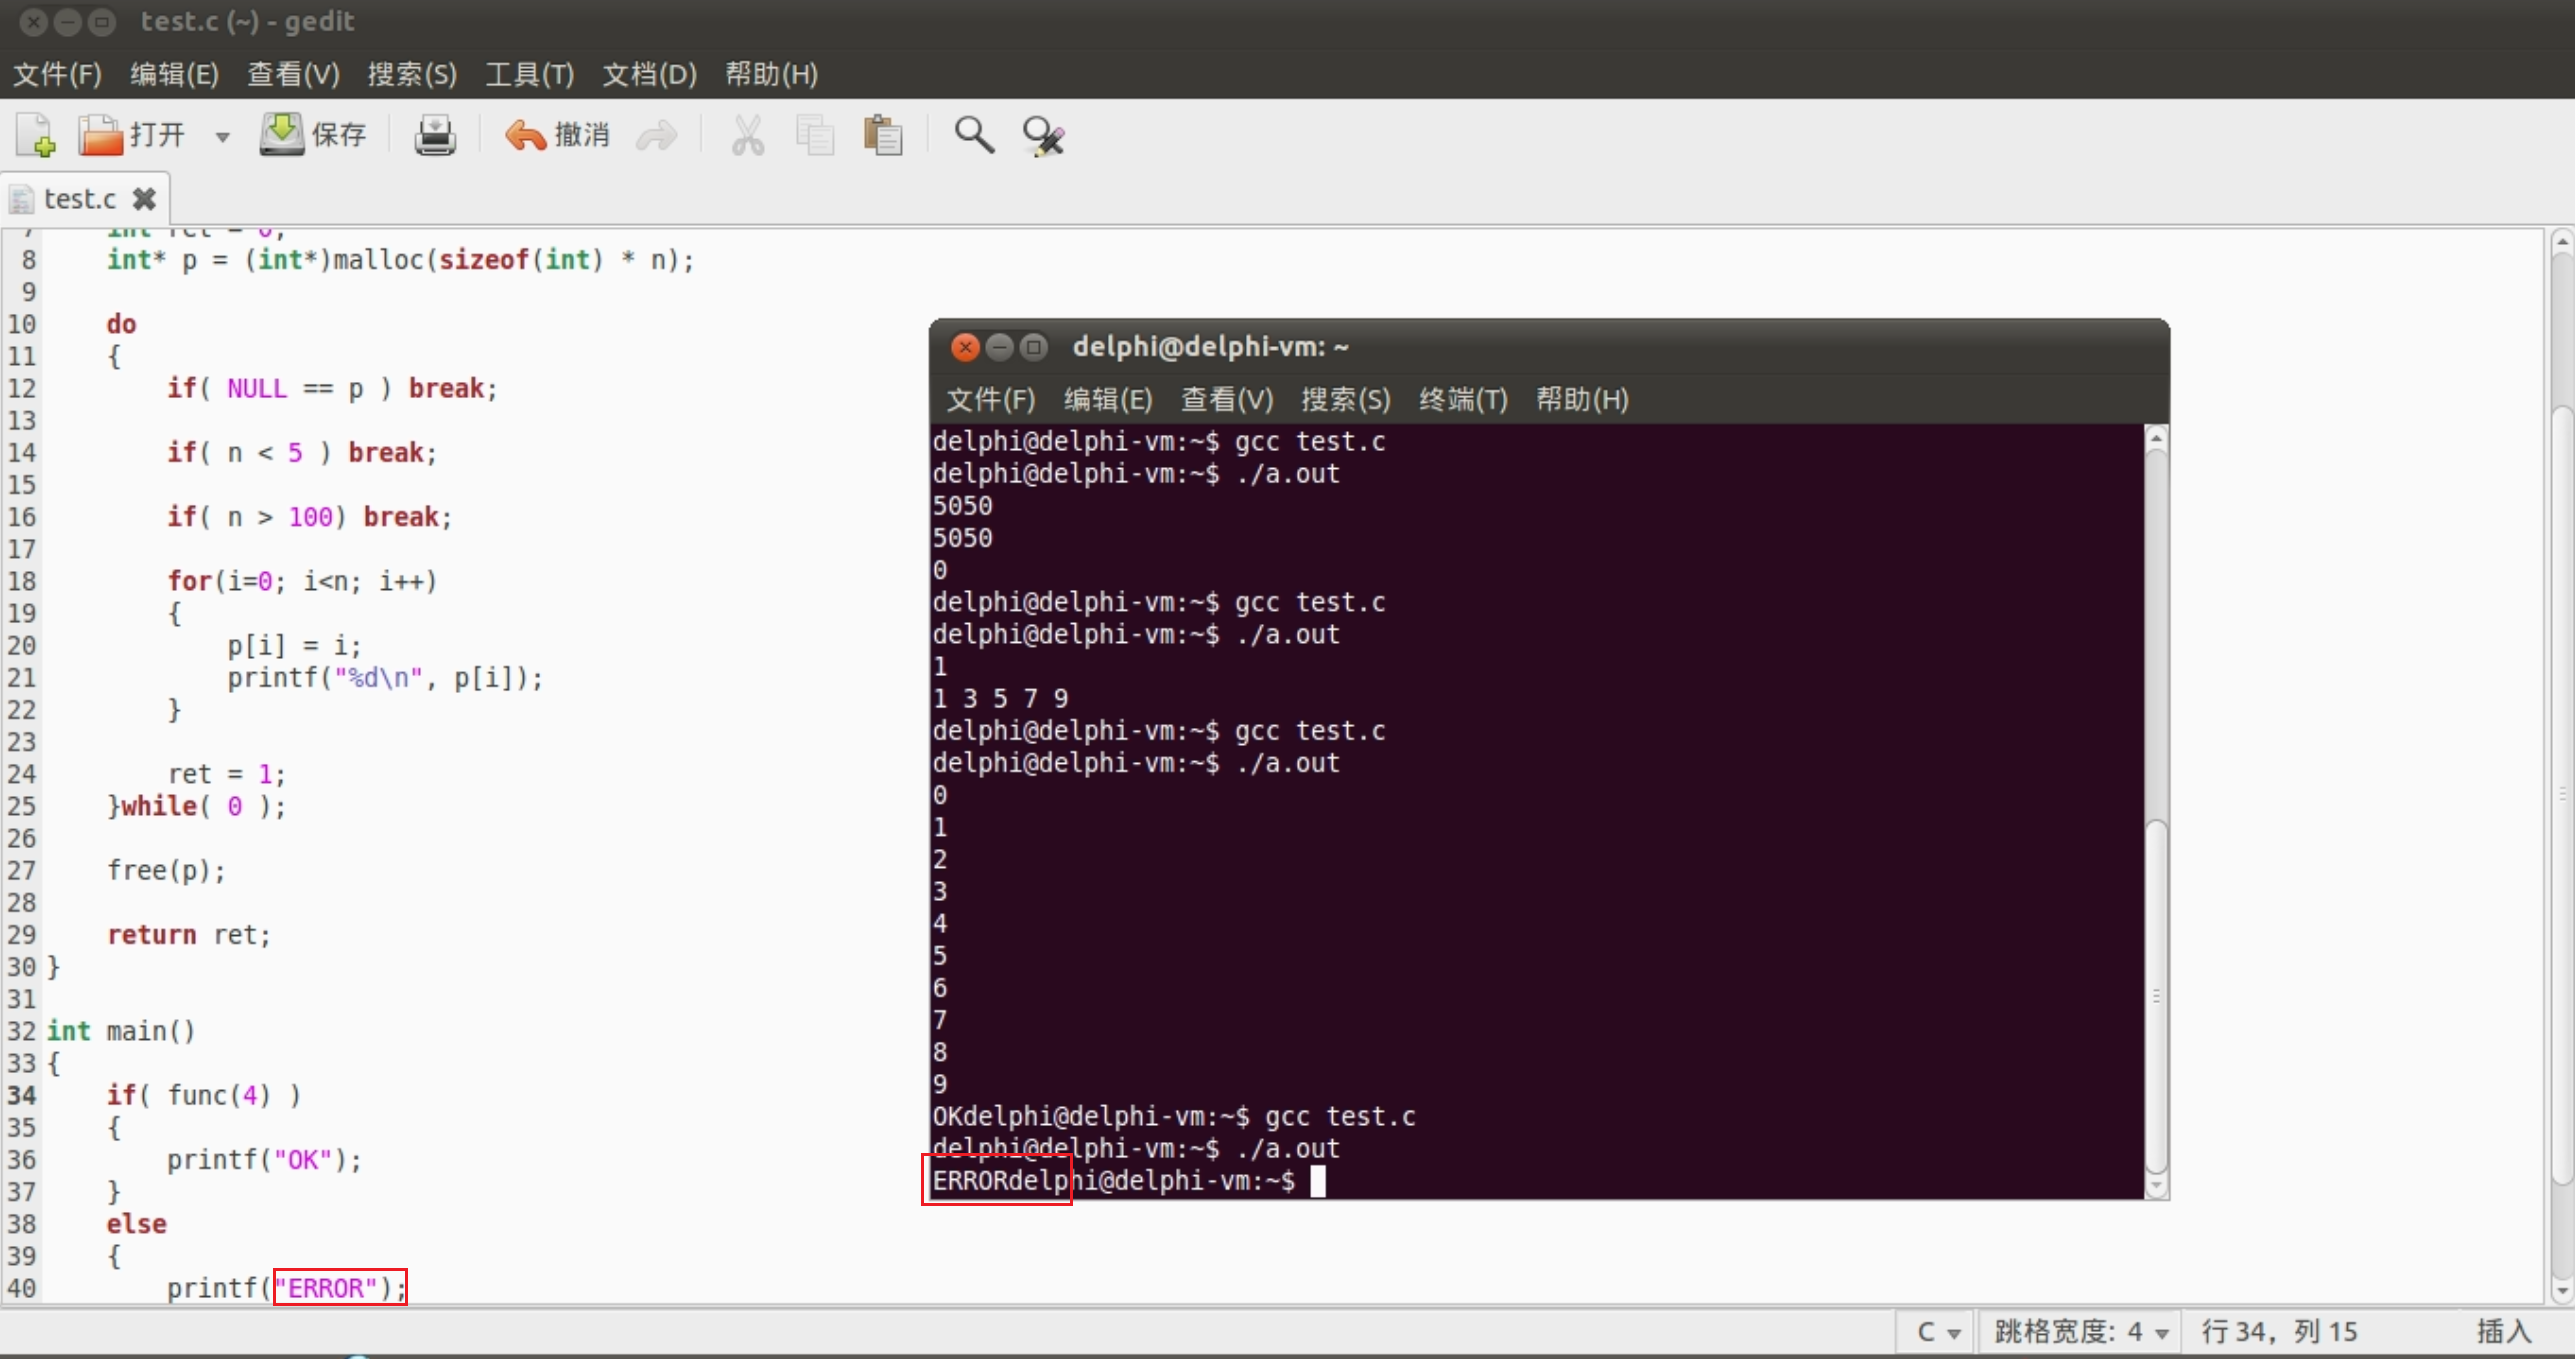 test.c (~) - gedit
文件(F) 编辑(E) 查看(V) 搜索(S) 工具(T) 文档(D) 帮助(H)
打开 保存 撤消
test.c
7     int ret = 0;
8     int* p = (int*)malloc(sizeof(int) * n);
9
10     do
11     {
12         if( NULL == p ) break;
13
14         if( n < 5 ) break;
15
16         if( n > 100) break;
17
18         for(i=0; i<n; i++)
19         {
20             p[i] = i;
21             printf("%d\n", p[i]);
22         }
23
24         ret = 1;
25     }while( 0 );
26
27     free(p);
28
29     return ret;
30 }
31
32 int main()
33 {
34     if( func(4) )
35     {
36         printf("OK");
37     }
38     else
39     {
40         printf("ERROR");
delphi@delphi-vm: ~
文件(F) 编辑(E) 查看(V) 搜索(S) 终端(T) 帮助(H)
delphi@delphi-vm:~$ gcc test.c
delphi@delphi-vm:~$ ./a.out
5050
5050
0
delphi@delphi-vm:~$ gcc test.c
delphi@delphi-vm:~$ ./a.out
1
1 3 5 7 9
delphi@delphi-vm:~$ gcc test.c
delphi@delphi-vm:~$ ./a.out
0
1
2
3
4
5
6
7
8
9
OKdelphi@delphi-vm:~$ gcc test.c
delphi@delphi-vm:~$ ./a.out
ERRORdelphi@delphi-vm:~$
C 跳格宽度: 4 行 34，列 15 插入